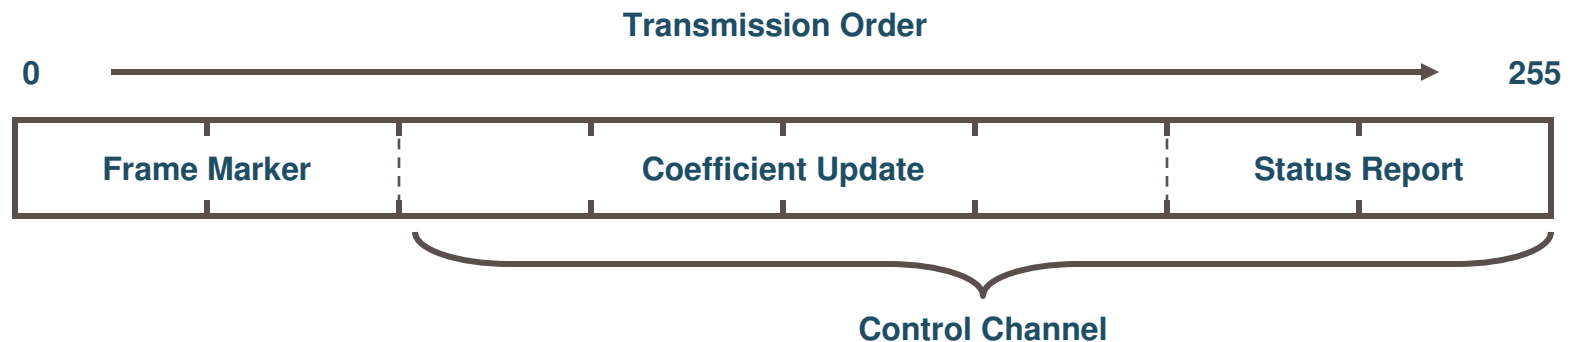 Transmission Order
0
255
Frame Marker
Coefficient Update
Status Report
Control Channel